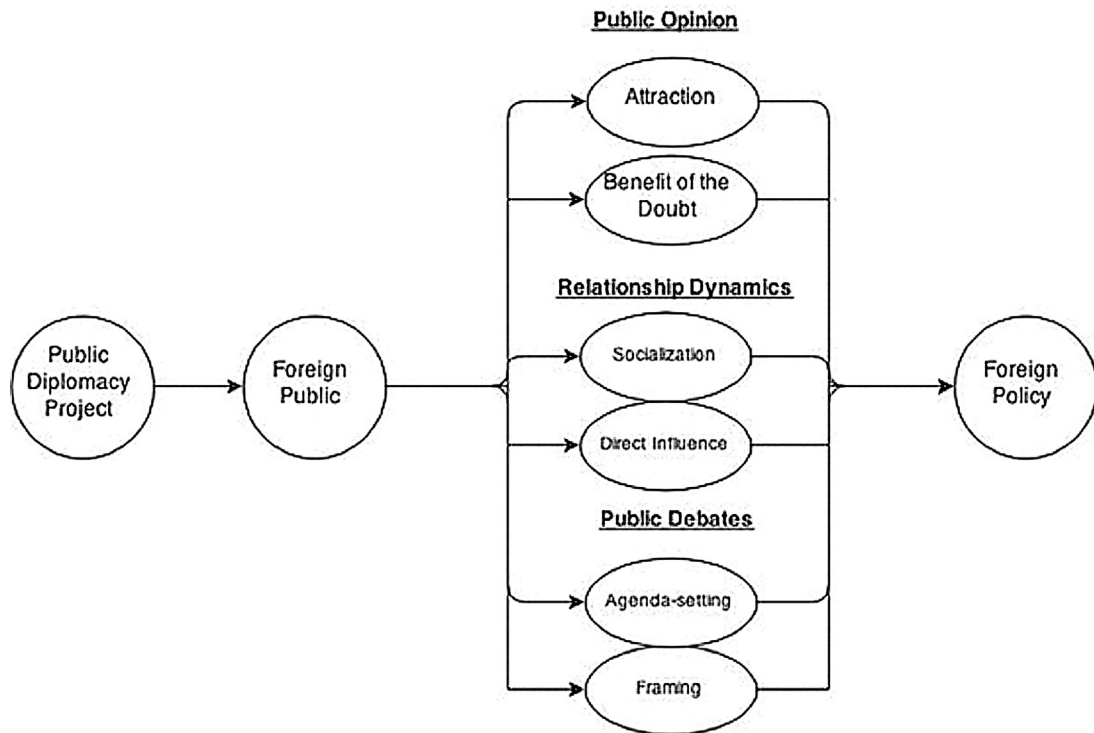 Public Opinion
Attraction
Benefit of the
Doubt
Relationship Dynamics
Public
Diplomacy
Project
Foreign
Public
Socialization
Direct Influence
Foreign
Policy
Public Debates
Agenda-setting
Framing